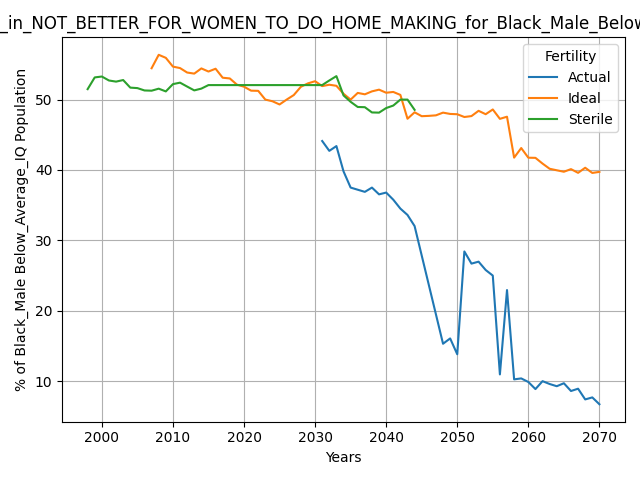 _in_NOT_BETTER_FOR_WOMEN_TO_DO_HOME_MAKING_for_Black_Male_Below
Fertility
Actual
Ideal
Sterile
% of Black_Male Below_Average_IQ Population
50
40
30
20
10
2000 2010 2020 2030 2040 2050 2060 2070
Years